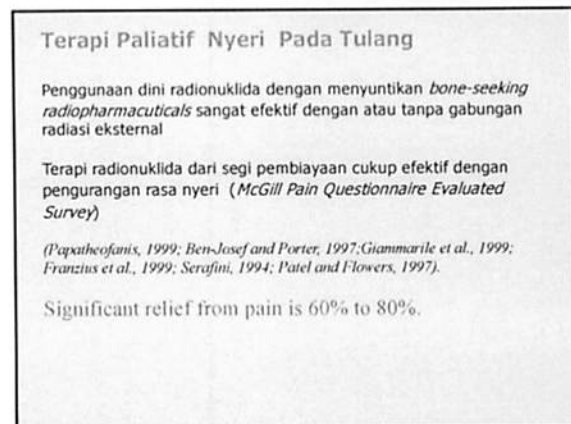 Terapi Paliatif Nyeri Pada Tulang
Penggunaan dini radionuklida dengan menyuntikan bone-seeking
radiopharmacuticals sangat efektif dengan atau tanpa gabungan
radiasi eksternal
Terapi radionuklida dari segi pembiayaan cukup efektif dengan
pengurangan rasa nyeri (McGill Pain Questionnaire Evaluated
Survey)
(Papatheofanis, 1999; Ben-Josef and Porter, 1997;Giammarile et al., 1999;
Franzius et al., 1999; Serafini, 1994; Patel and Flowers, 1997).
Significant relief from pain is 60% to 80%.